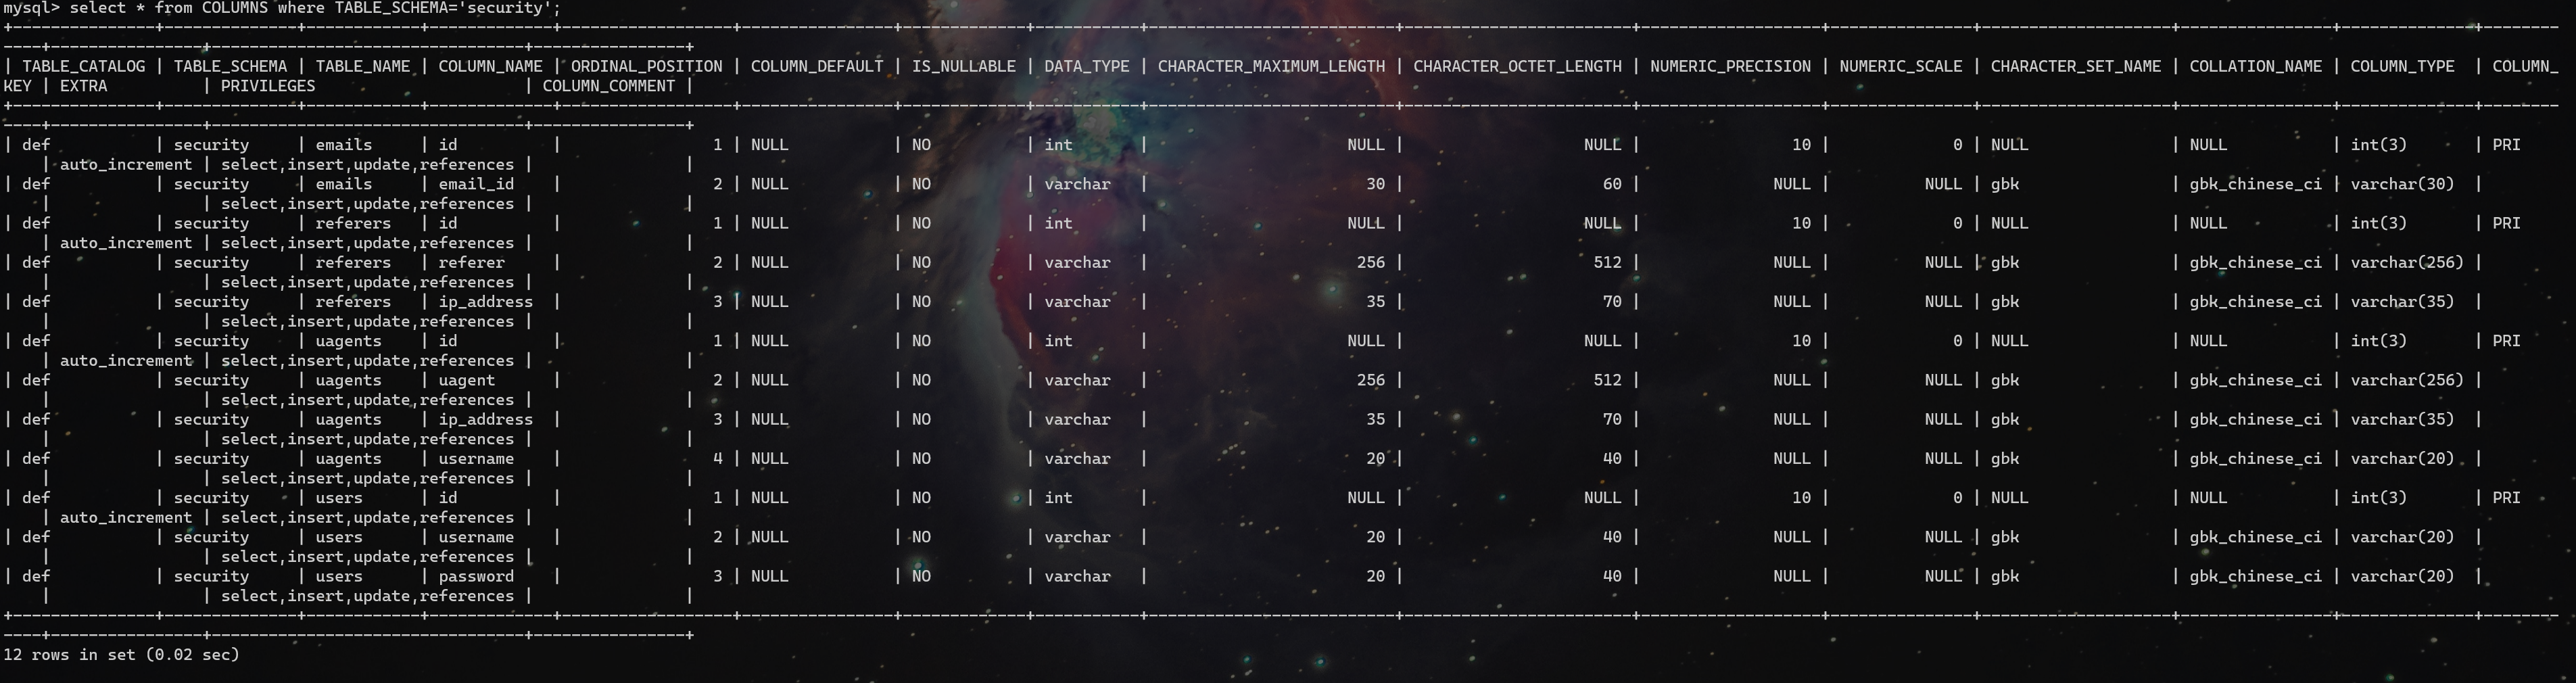 mysql> select * from COLUMNS where TABLE_SCHEMA='security';
+---------------+--------------+------------+-------------+------------------+----------------+-------------+-----------+--------------------------+------------------------+-------------------+---------------+--------------------+----------------+--------------+--------
----+----------------+---------------------------------+----------------+
| TABLE_CATALOG | TABLE_SCHEMA | TABLE_NAME | COLUMN_NAME | ORDINAL_POSITION | COLUMN_DEFAULT | IS_NULLABLE | DATA_TYPE | CHARACTER_MAXIMUM_LENGTH | CHARACTER_OCTET_LENGTH | NUMERIC_PRECISION | NUMERIC_SCALE | CHARACTER_SET_NAME | COLLATION_NAME | COLUMN_TYPE  | COLUMN_
KEY | EXTRA          | PRIVILEGES                      | COLUMN_COMMENT |
+---------------+--------------+------------+-------------+------------------+----------------+-------------+-----------+--------------------------+------------------------+-------------------+---------------+--------------------+----------------+--------------+--------
----+----------------+---------------------------------+----------------+
| def           | security     | emails     | id          |                1 | NULL           | NO          | int       |                     NULL |                   NULL |                10 |             0 | NULL               | NULL           | int(3)       | PRI
    | auto_increment | select,insert,update,references |                |
| def           | security     | emails     | email_id    |                2 | NULL           | NO          | varchar   |                       30 |                     60 |              NULL |          NULL | gbk                | gbk_chinese_ci | varchar(30)  |
    |                | select,insert,update,references |                |
| def           | security     | referers   | id          |                1 | NULL           | NO          | int       |                     NULL |                   NULL |                10 |             0 | NULL               | NULL           | int(3)       | PRI
    | auto_increment | select,insert,update,references |                |
| def           | security     | referers   | referer     |                2 | NULL           | NO          | varchar   |                      256 |                    512 |              NULL |          NULL | gbk                | gbk_chinese_ci | varchar(256) |
    |                | select,insert,update,references |                |
| def           | security     | referers   | ip_address  |                3 | NULL           | NO          | varchar   |                       35 |                     70 |              NULL |          NULL | gbk                | gbk_chinese_ci | varchar(35)  |
    |                | select,insert,update,references |                |
| def           | security     | uagents    | id          |                1 | NULL           | NO          | int       |                     NULL |                   NULL |                10 |             0 | NULL               | NULL           | int(3)       | PRI
    | auto_increment | select,insert,update,references |                |
| def           | security     | uagents    | uagent      |                2 | NULL           | NO          | varchar   |                      256 |                    512 |              NULL |          NULL | gbk                | gbk_chinese_ci | varchar(256) |
    |                | select,insert,update,references |                |
| def           | security     | uagents    | ip_address  |                3 | NULL           | NO          | varchar   |                       35 |                     70 |              NULL |          NULL | gbk                | gbk_chinese_ci | varchar(35)  |
    |                | select,insert,update,references |                |
| def           | security     | uagents    | username    |                4 | NULL           | NO          | varchar   |                       20 |                     40 |              NULL |          NULL | gbk                | gbk_chinese_ci | varchar(20)  |
    |                | select,insert,update,references |                |
| def           | security     | users      | id          |                1 | NULL           | NO          | int       |                     NULL |                   NULL |                10 |             0 | NULL               | NULL           | int(3)       | PRI
    | auto_increment | select,insert,update,references |                |
| def           | security     | users      | username    |                2 | NULL           | NO          | varchar   |                       20 |                     40 |              NULL |          NULL | gbk                | gbk_chinese_ci | varchar(20)  |
    |                | select,insert,update,references |                |
| def           | security     | users      | password    |                3 | NULL           | NO          | varchar   |                       20 |                     40 |              NULL |          NULL | gbk                | gbk_chinese_ci | varchar(20)  |
    |                | select,insert,update,references |                |
+---------------+--------------+------------+-------------+------------------+----------------+-------------+-----------+--------------------------+------------------------+-------------------+---------------+--------------------+----------------+--------------+--------
----+----------------+---------------------------------+----------------+
12 rows in set (0.02 sec)